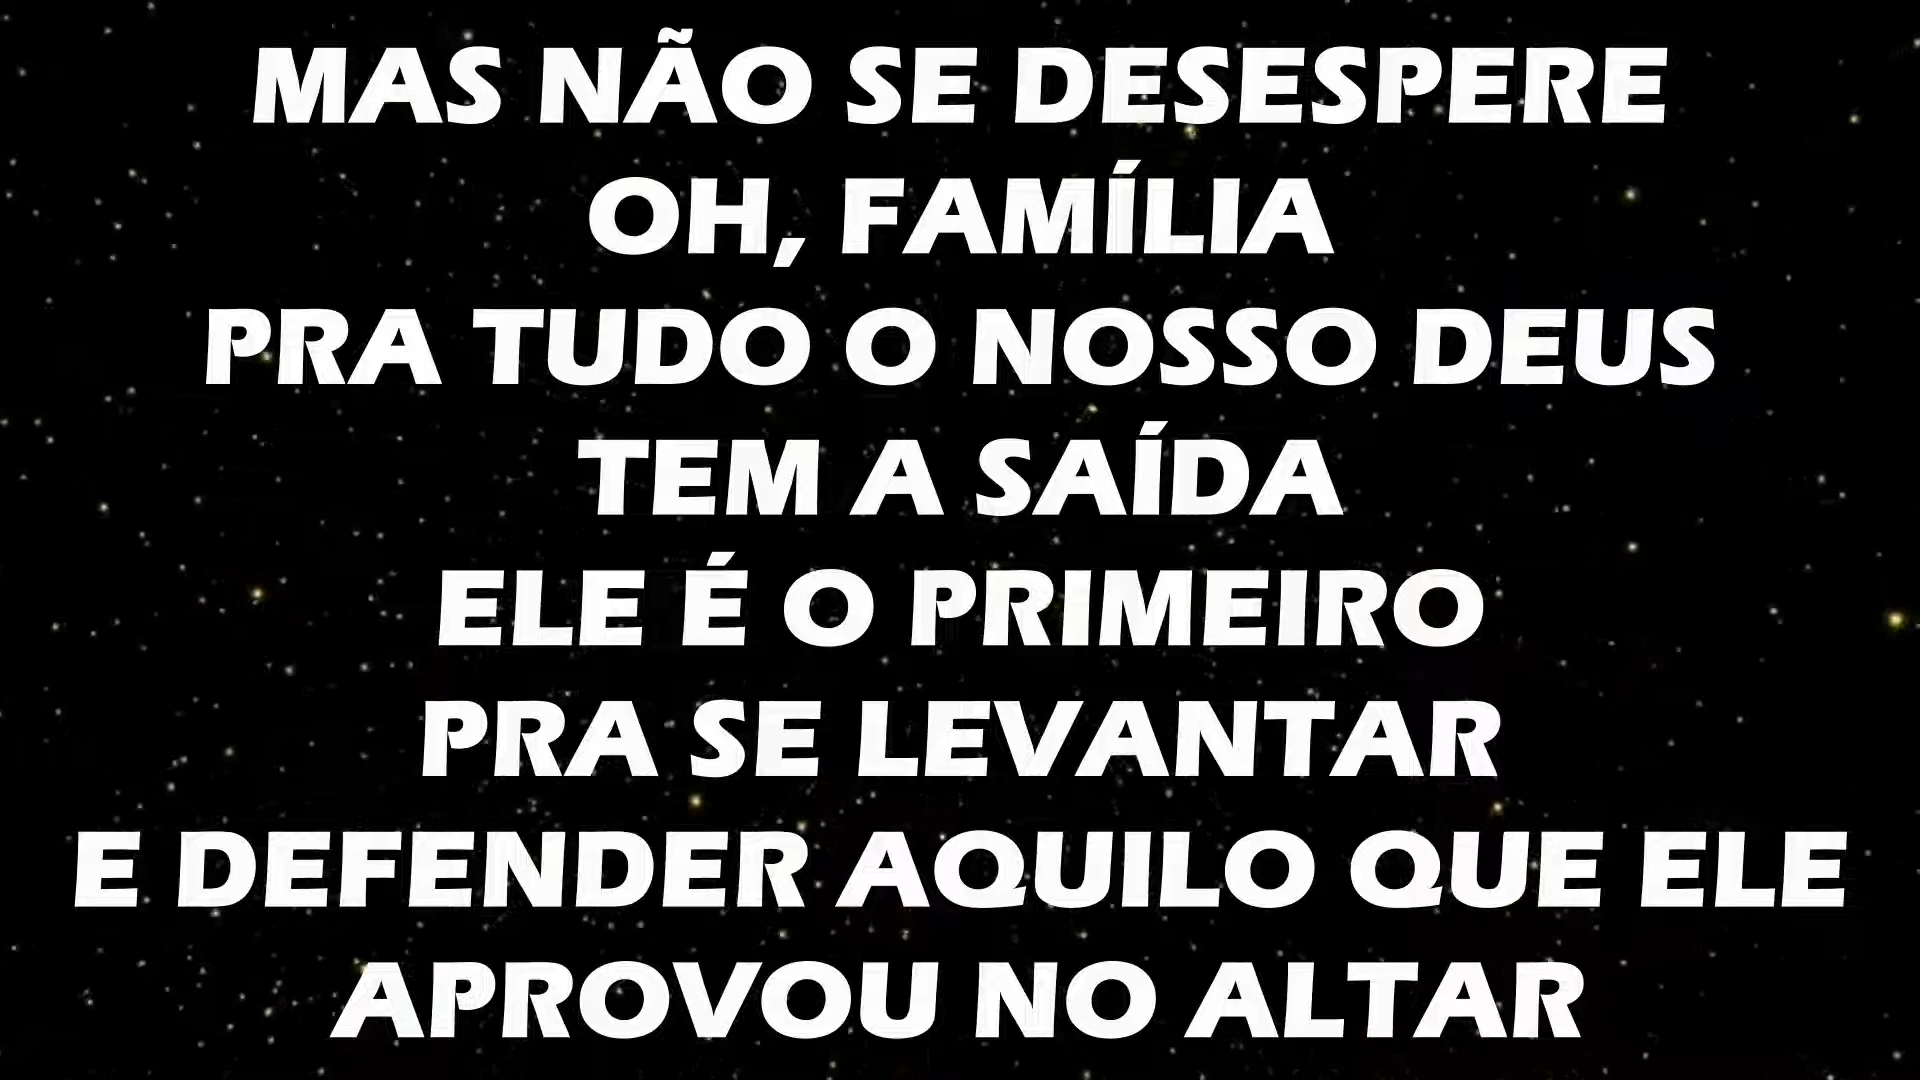 MAS NÃO SE DESESPERE
OH, FAMÍLIA
PRA TUDO O NOSSO DEUS
TEM A SAÍDA
ELE É O PRIMEIRO
PRA SE LEVANTAR
E DEFENDER AQUILO QUE ELE
APROVOU NO ALTAR